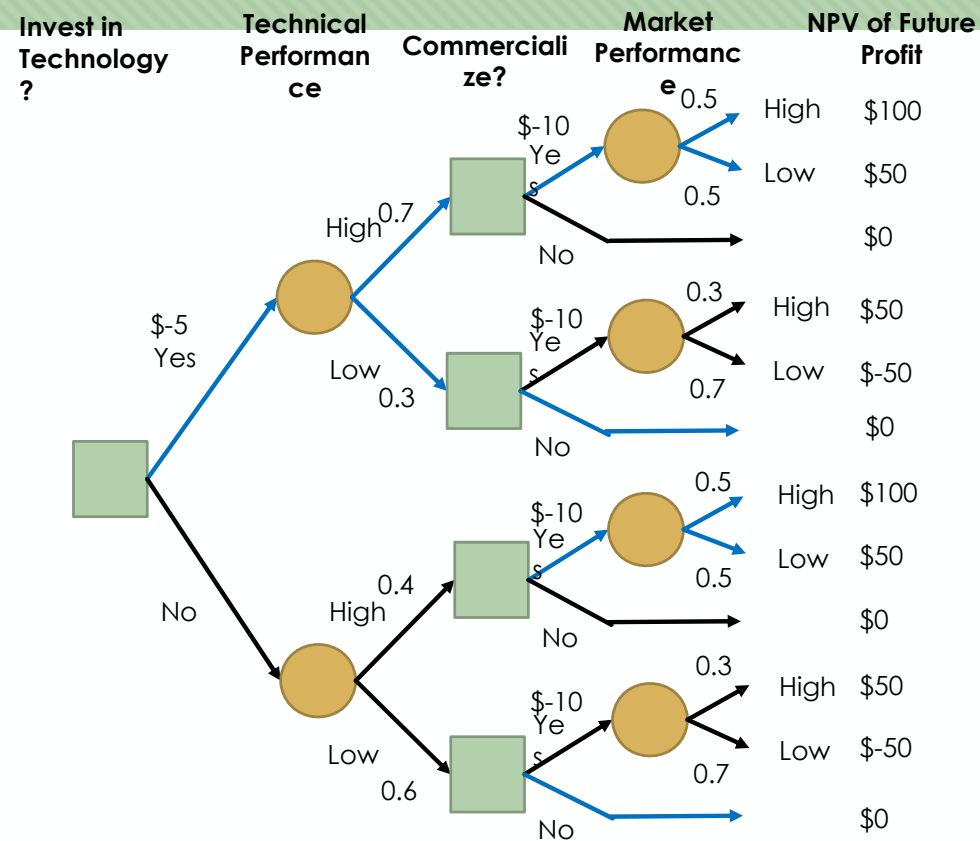 Invest in
Technology
?
Technical
Performan
ce
Commerciali
ze?
Market
Performanc
e
NPV of Future
Profit
0.5
High
$100
$-10
Ye
s
Low
$50
0.5
0.7
High
No
$0
0.3
High
$50
$-10
Ye
s
$-5
Yes
Low
0.3
Low
$-50
0.7
No
$0
0.5
High
$100
$-10
Ye
s
Low
$50
0.5
0.4
High
No
No
$0
0.3
High
$50
$-10
Ye
s
Low
0.6
Low
$-50
0.7
No
$0